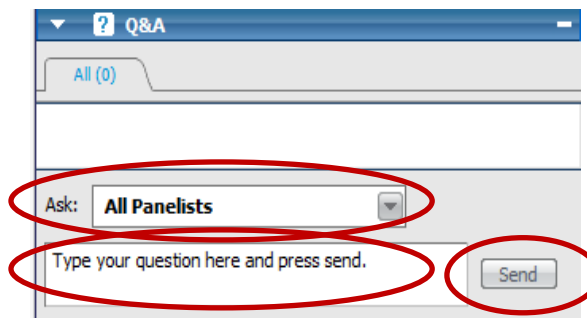 ? Q&A
All (0)
Ask: All Panelists
Type your question here and press send.
Send